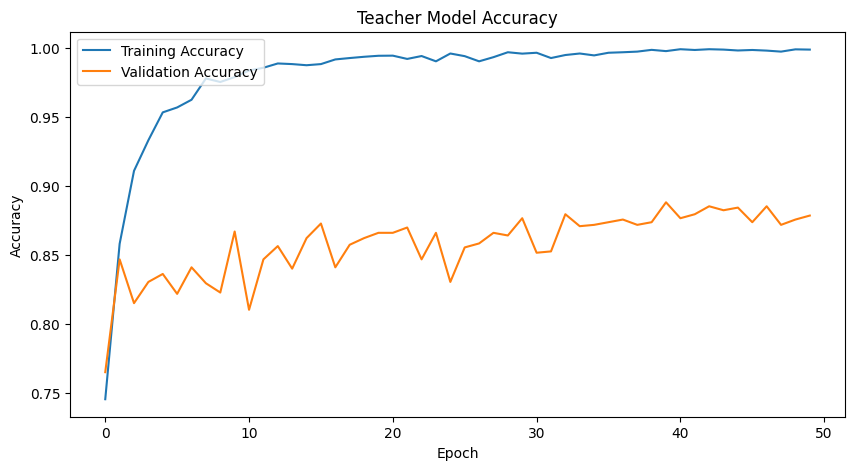 Teacher Model Accuracy
Training Accuracy
Validation Accuracy
1.00
0.95
0.90
0.85
0.80
0.75
Accuracy
0 10 20 30 40 50
Epoch